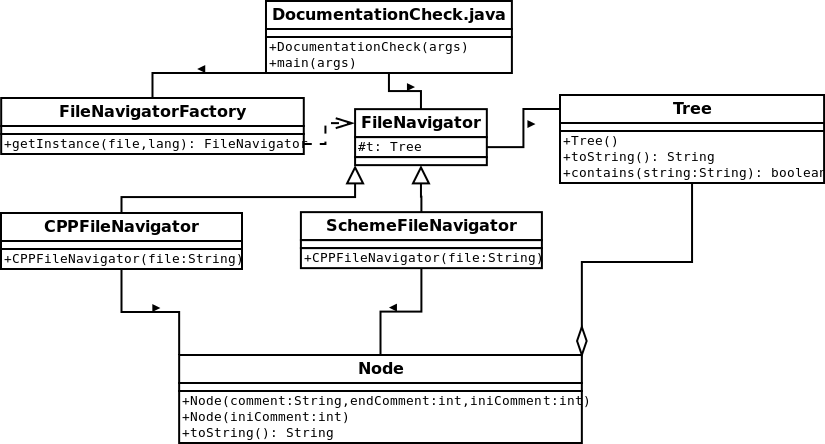 DocumentationCheck.java
+DocumentationCheck(args)
+main(args)
FileNavigatorFactory
+getInstance(file,lang): FileNavigator
FileNavigator
#t: Tree
Tree
+Tree()
+toString(): String
+contains(string:String): boolean
CPPFileNavigator
+CPPFileNavigator(file:String)
SchemeFileNavigator
+CPPFileNavigator(file:String)
Node
+Node(comment:String,endComment:int,iniComment:int)
+Node(iniComment:int)
+toString(): String